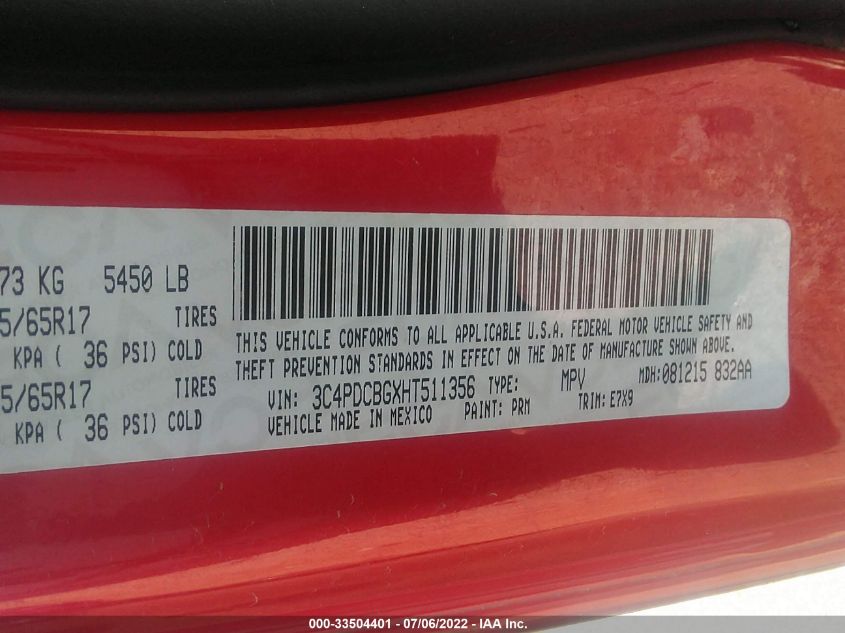 73 KG 5450 LB
5/65R17 TIRES
KPA ( 36 PSI) COLD
5/65R17 TIRES
KPA ( 36 PSI) COLD
THIS VEHICLE CONFORMS TO ALL APPLICABLE U.S.A. FEDERAL MOTOR VEHICLE SAFETY AND
THEFT PREVENTION STANDARDS IN EFFECT ON THE DATE OF MANUFACTURE SHOWN ABOVE.
VIN: 3C4PDCBGXHT511356 TYPE: MPV MDH:081215 832AA
VEHICLE MADE IN MEXICO PAINT: PRM TRIM: E7X9
000-33504401 - 07/06/2022 - IAA Inc.